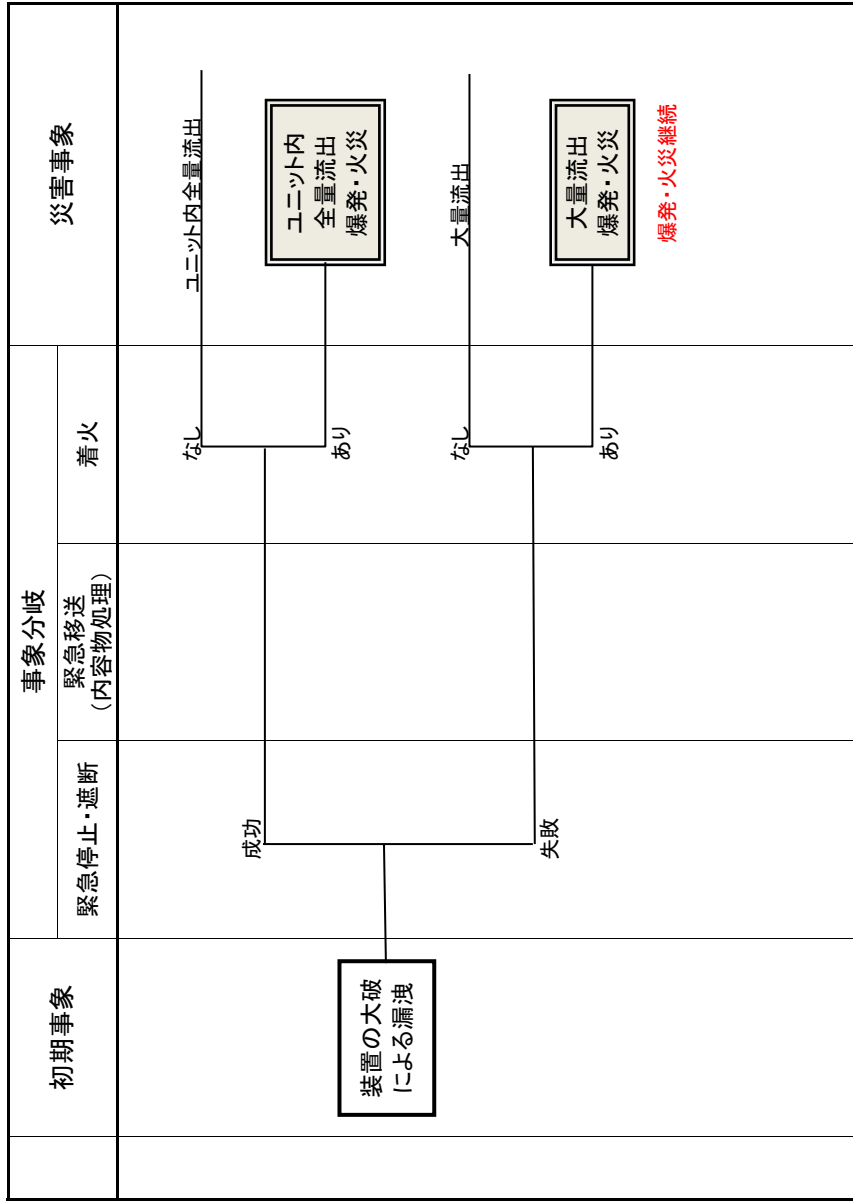 初期事象
事象分岐
災害事象
緊急停止・遮断
緊急移送
（内容物処理）
着火
装置の大破
による漏洩
成功
失敗
なし
あり
なし
あり
ユニット内全量流出
ユニット内
全量流出
爆発・火災
大量流出
大量流出
爆発・火災
爆発・火災継続